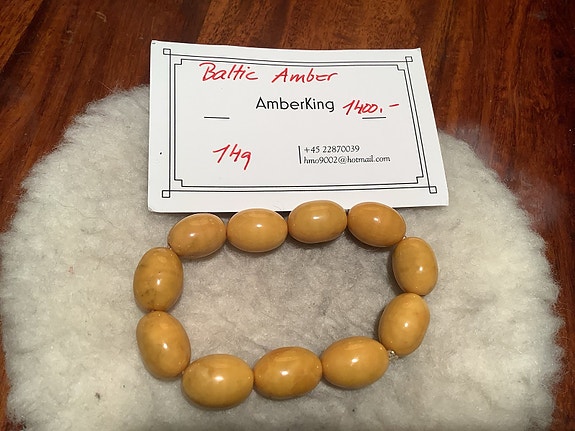 Baltic Amber
AmberKing 1400.-
14g
+45 22870039
hmo9002@hotmail.com